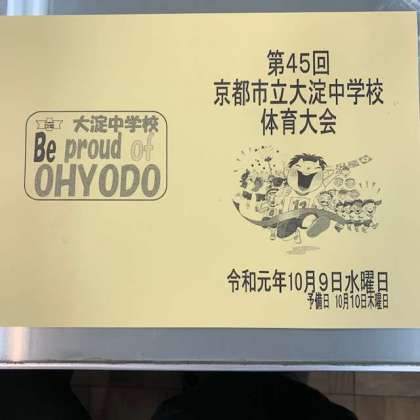 大淀中学校
Be proud of
OHYODO
第45回
京都市立大淀中学校
体育大会
令和元年10月9日水曜日
予備日 10月10日木曜日